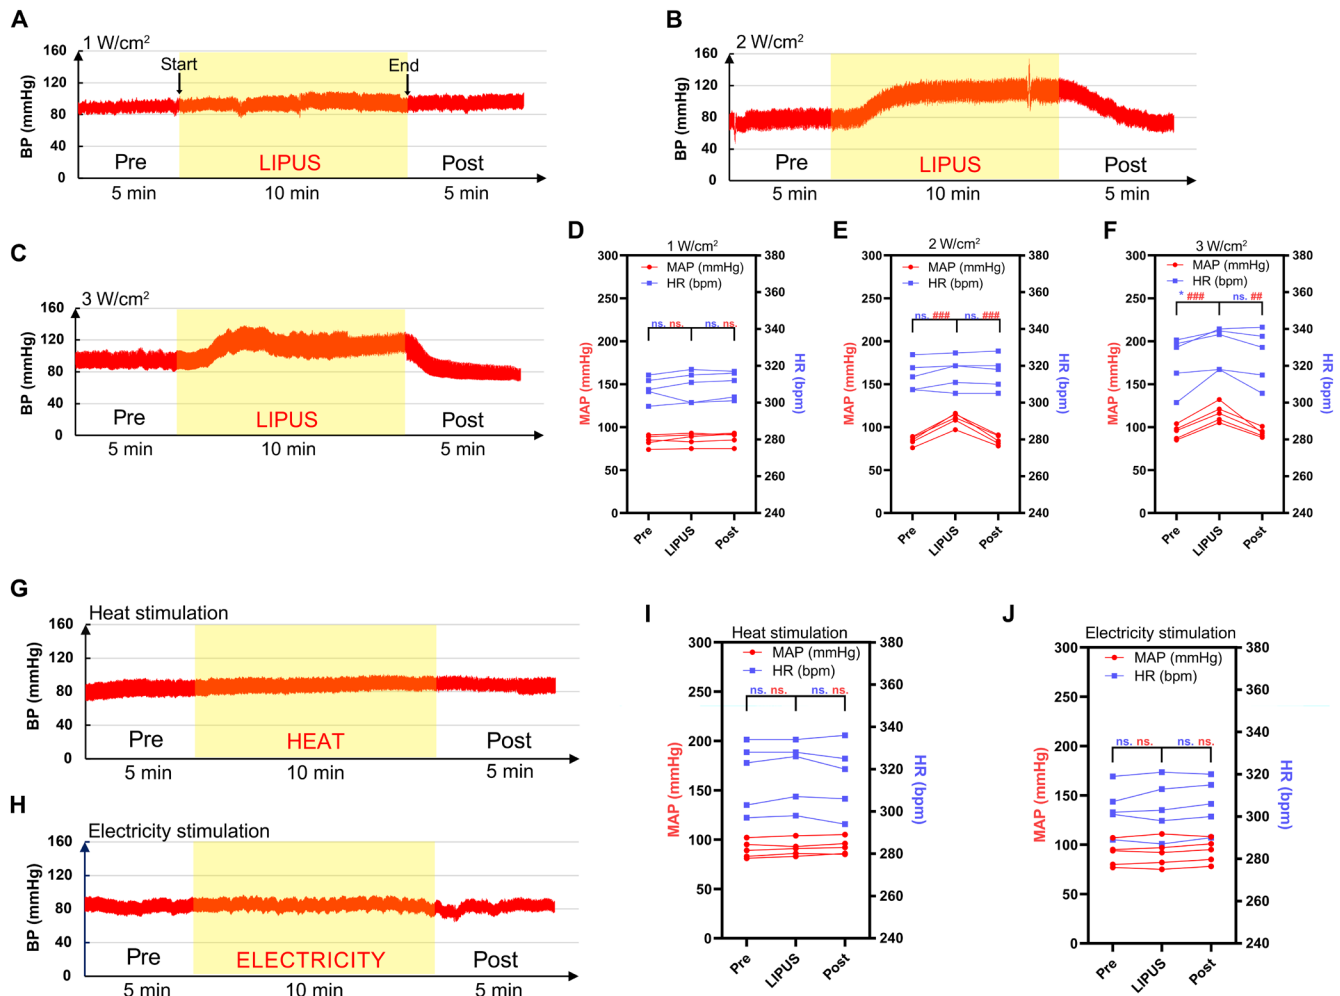 A
1 W/cm²
160
120
80
40
0
BP (mmHg)
Start
End
Pre
LIPUS
Post
5 min
10 min
5 min
B
2 W/cm²
160
120
80
40
0
BP (mmHg)
Pre
LIPUS
Post
5 min
10 min
5 min
C
3 W/cm²
160
120
80
40
0
BP (mmHg)
Pre
LIPUS
Post
5 min
10 min
5 min
D
1 W/cm²
MAP (mmHg)
HR (bpm)
ns. ns.
ns. ns.
300
250
200
150
100
50
0
MAP (mmHg)
380
360
340
320
300
280
260
240
HR (bpm)
Pre
LIPUS
Post
E
2 W/cm²
MAP (mmHg)
HR (bpm)
ns. ###
ns. ###
300
250
200
150
100
50
0
MAP (mmHg)
380
360
340
320
300
280
260
240
HR (bpm)
Pre
LIPUS
Post
F
3 W/cm²
MAP (mmHg)
HR (bpm)
* ###
ns. ##
300
250
200
150
100
50
0
MAP (mmHg)
380
360
340
320
300
280
260
240
HR (bpm)
Pre
LIPUS
Post
G
Heat stimulation
160
120
80
40
0
BP (mmHg)
Pre
HEAT
Post
5 min
10 min
5 min
H
Electricity stimulation
160
120
80
40
0
BP (mmHg)
Pre
ELECTRICITY
Post
5 min
10 min
5 min
I
Heat stimulation
MAP (mmHg)
HR (bpm)
ns. ns.
ns. ns.
300
250
200
150
100
50
0
MAP (mmHg)
380
360
340
320
300
280
260
240
HR (bpm)
Pre
LIPUS
Post
J
Electricity stimulation
MAP (mmHg)
HR (bpm)
ns. ns.
ns. ns.
300
250
200
150
100
50
0
MAP (mmHg)
380
360
340
320
300
280
260
240
HR (bpm)
Pre
LIPUS
Post